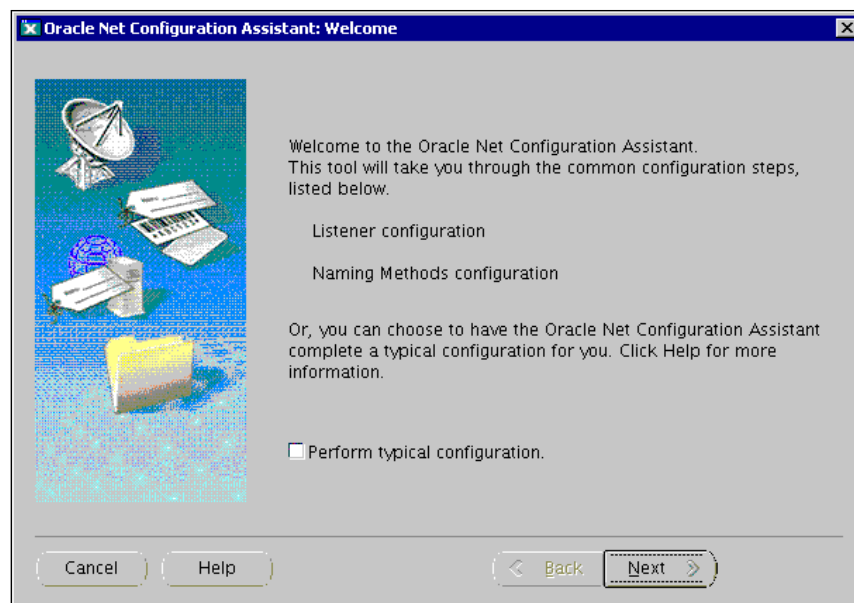 Oracle Net Configuration Assistant: Welcome
Welcome to the Oracle Net Configuration Assistant.
This tool will take you through the common configuration steps,
listed below.
Listener configuration
Naming Methods configuration
Or, you can choose to have the Oracle Net Configuration Assistant
complete a typical configuration for you. Click Help for more
information.
Perform typical configuration.
Cancel
Help
Back
Next